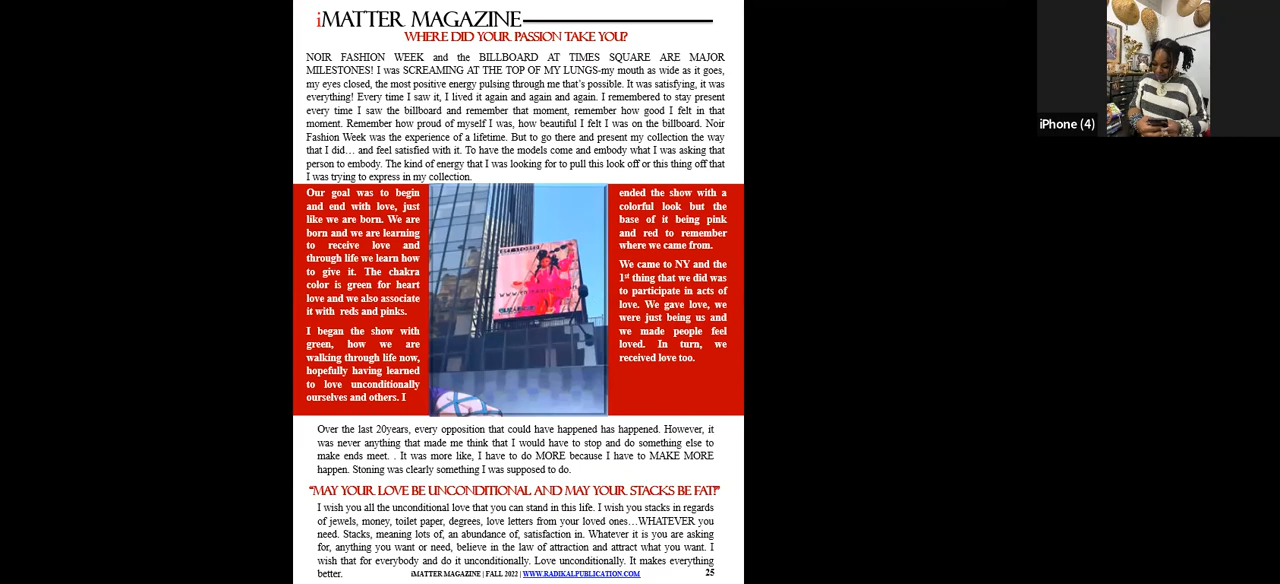 iMATTER MAGAZINE
WHERE DID YOUR PASSION TAKE YOU?
NOIR FASHION WEEK and the BILLBOARD AT TIMES SQUARE ARE MAJOR
MILESTONES! I was SCREAMING AT THE TOP OF MY LUNGS-my mouth as wide as it goes,
my eyes closed, the most positive energy pulsing through me that's possible. It was satisfying, it was
everything! Every time I saw it, I lived it again and again and again. I remembered to stay present
every time I saw the billboard and remember that moment, remember how good I felt in that
moment. Remember how proud of myself I was, how beautiful I felt I was on the billboard. Noir
Fashion Week was the experience of a lifetime. But to go there and present my collection the way
that I did… and feel satisfied with it. To have the models come and embody what I was asking that
person to embody. The kind of energy that I was looking for to pull this look off or this thing off that
I was trying to express in my collection.
Our goal was to begin
and end with love, just
like we are born. We are
born and we are learning
to receive love and
through life we learn how
to give it. The chakra
color is green for heart
love and we also associate
it with reds and pinks.
I began the show with
green, how we are
walking through life now,
hopefully having learned
to love unconditionally
ourselves and others. I
ended the show with a
colorful look but the
base of it being pink
and red to remember
where we came from.
We came to NY and the
1st thing that we did was
to participate in acts of
love. We gave love, we
were just being us and
we made people feel
loved. In turn, we
received love too.
Over the last 20years, every opposition that could have happened has happened. However, it
was never anything that made me think that I would have to stop and do something else to
make ends meet. . It was more like, I have to do MORE because I have to MAKE MORE
happen. Stoning was clearly something I was supposed to do.
"MAY YOUR LOVE BE UNCONDITIONAL AND MAY YOUR STACKS BE FAT!"
I wish you all the unconditional love that you can stand in this life. I wish you stacks in regards
of jewels, money, toilet paper, degrees, love letters from your loved ones…WHATEVER you
need. Stacks, meaning lots of, an abundance of, satisfaction in. Whatever it is you are asking
for, anything you want or need, believe in the law of attraction and attract what you want. I
wish that for everybody and do it unconditionally. Love unconditionally. It makes everything
better.
iMATTER MAGAZINE | FALL 2022 | WWW.RADIKALPUBLICATION.COM
25
iPhone (4)